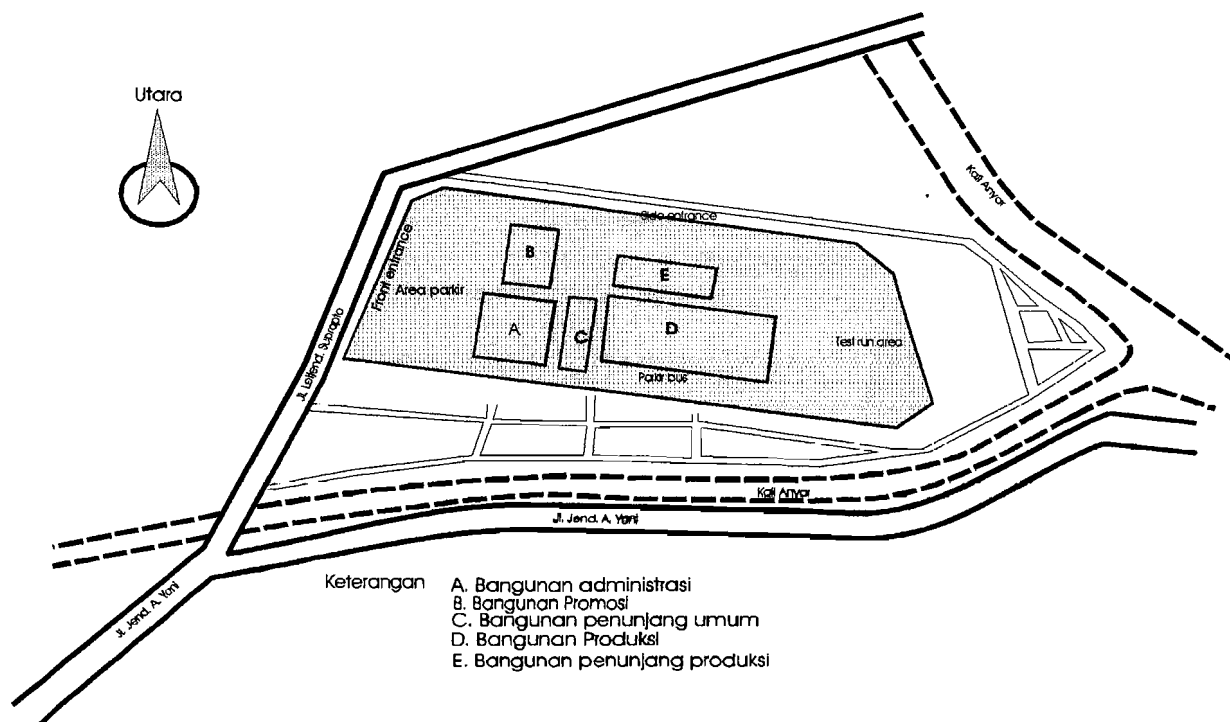 Utara
Kali Anyar
Side entrance
Front entrance
B
E
Area parkir
A
C
D
Test run area
Jl. Letjend. Suprapto
Parkir bus
Kali Anyar
Jl. Jend. A. Yani
Jl. Jend. A. Yani
Keterangan
A. Bangunan administrasi
B. Bangunan Promosi
C. Bangunan penunjang umum
D. Bangunan Produksi
E. Bangunan penunjang produksi